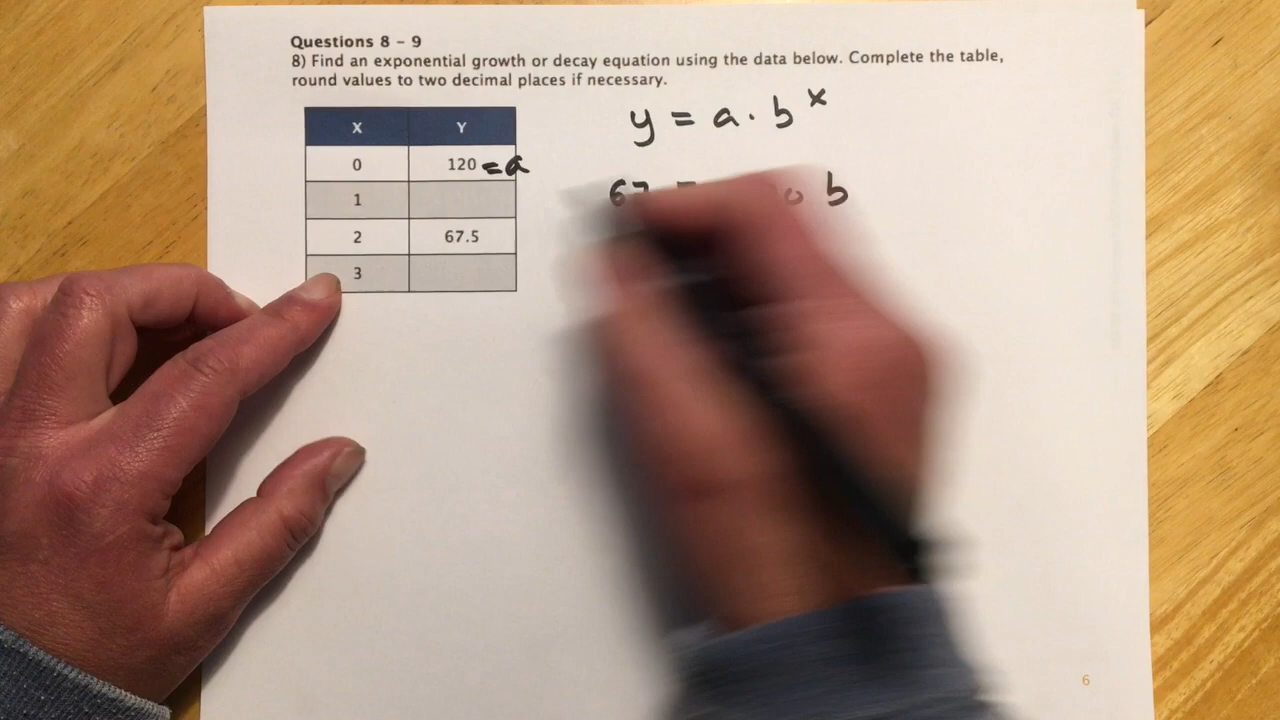 Questions 8 – 9
8) Find an exponential growth or decay equation using the data below. Complete the table,
round values to two decimal places if necessary.
X Y
0 120 = a
1
2 67.5
3
y = a · b^x
67 = b
6